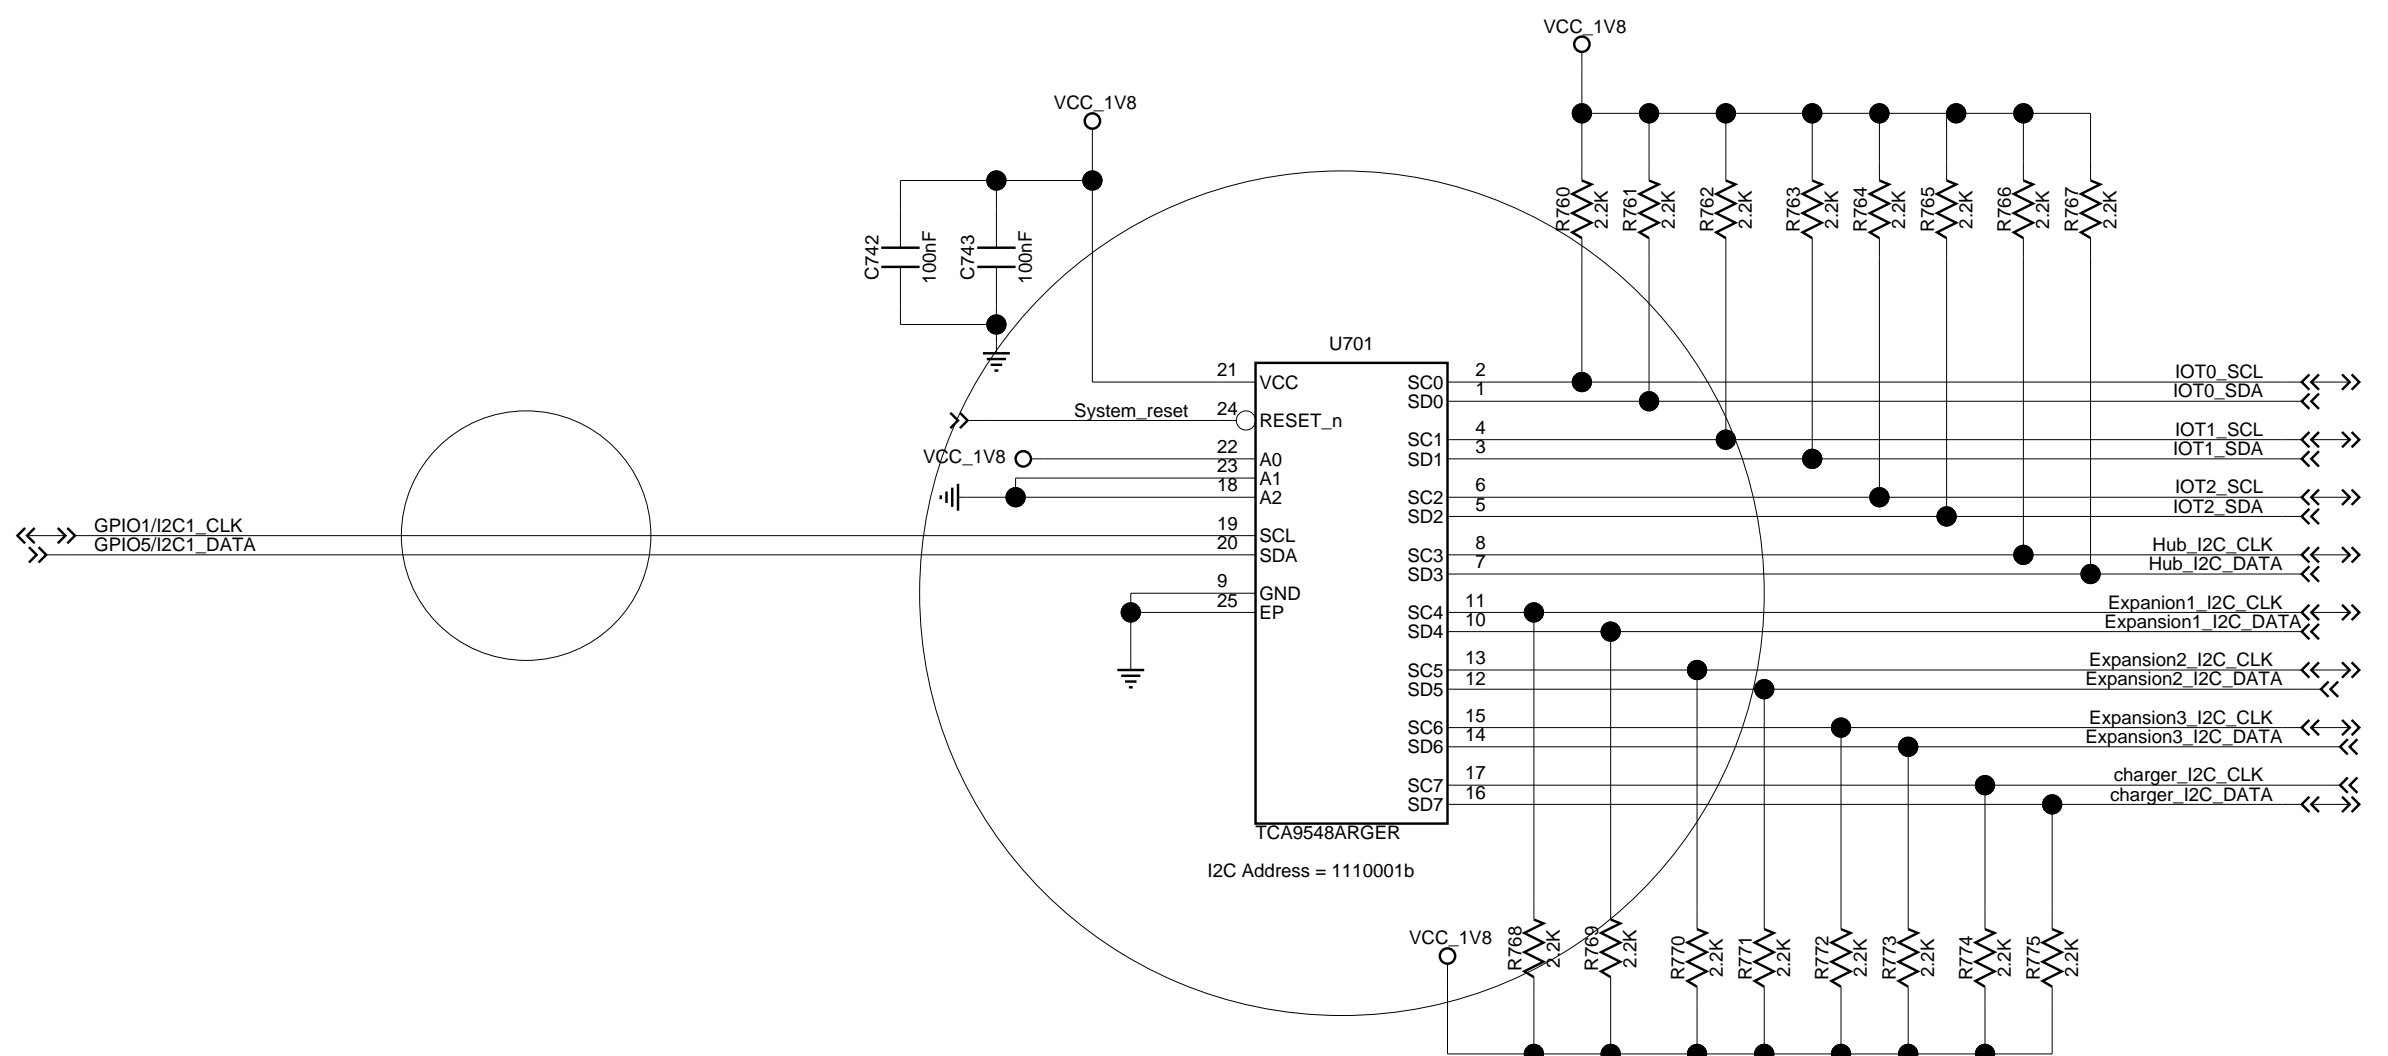 VCC_1V8
VCC_1V8
R760 2.2K
R761 2.2K
R762 2.2K
R763 2.2K
R764 2.2K
R765 2.2K
R766 2.2K
R767 2.2K
C742 100nF
C743 100nF
U701
21 VCC
System_reset 24 RESET_n
VCC_1V8 22 A0
23 A1
18 A2
GPIO1/I2C1_CLK 19 SCL
GPIO5/I2C1_DATA 20 SDA
9 GND
25 EP
SC0 2 IOT0_SCL
SD0 1 IOT0_SDA
SC1 4 IOT1_SCL
SD1 3 IOT1_SDA
SC2 6 IOT2_SCL
SD2 5 IOT2_SDA
SC3 8 Hub_I2C_CLK
SD3 7 Hub_I2C_DATA
SC4 11 Expanion1_I2C_CLK
SD4 10 Expansion1_I2C_DATA
SC5 13 Expansion2_I2C_CLK
SD5 12 Expansion2_I2C_DATA
SC6 15 Expansion3_I2C_CLK
SD6 14 Expansion3_I2C_DATA
SC7 17 charger_I2C_CLK
SD7 16 charger_I2C_DATA
TCA9548ARGER
I2C Address = 1110001b
VCC_1V8
R768 2.2K
R769 2.2K
R770 2.2K
R771 2.2K
R772 2.2K
R773 2.2K
R774 2.2K
R775 2.2K